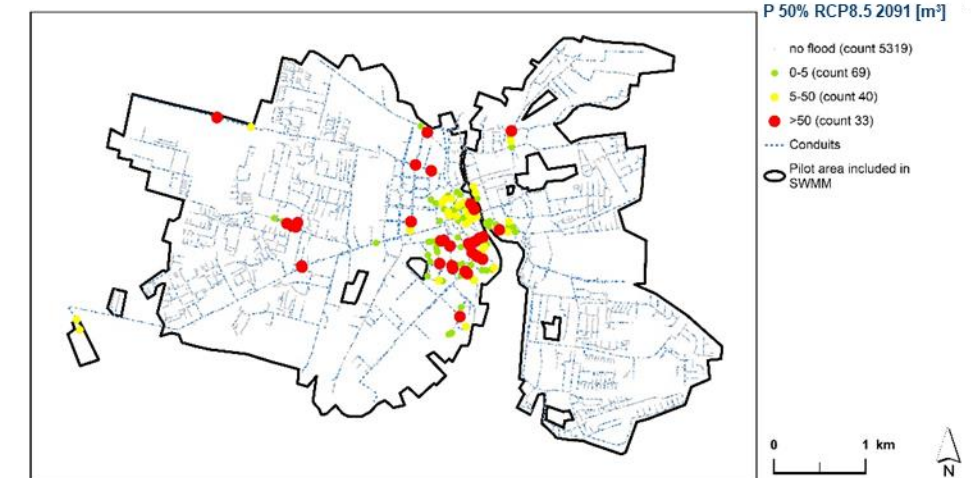 P 50% RCP8.5 2091 [m³]
no flood (count 5319)
0-5 (count 69)
5-50 (count 40)
>50 (count 33)
Conduits
Pilot area included in
SWMM
0 1 km
N